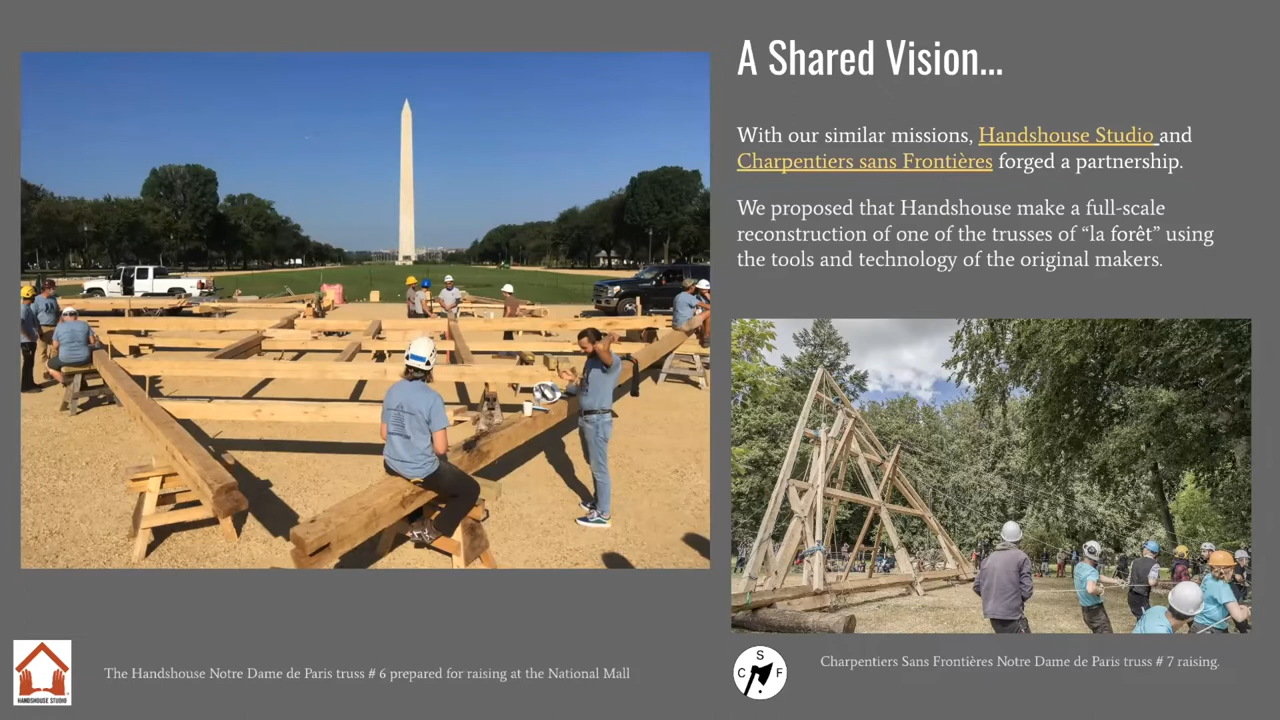 A Shared Vision...
With our similar missions, Handshouse Studio and
Charpentiers sans Frontières forged a partnership.
We proposed that Handshouse make a full-scale
reconstruction of one of the trusses of “la forêt” using
the tools and technology of the original makers.
The Handshouse Notre Dame de Paris truss # 6 prepared for raising at the National Mall
HANDSHOUSE STUDIO
S
C F
Charpentiers Sans Frontières Notre Dame de Paris truss # 7 raising.